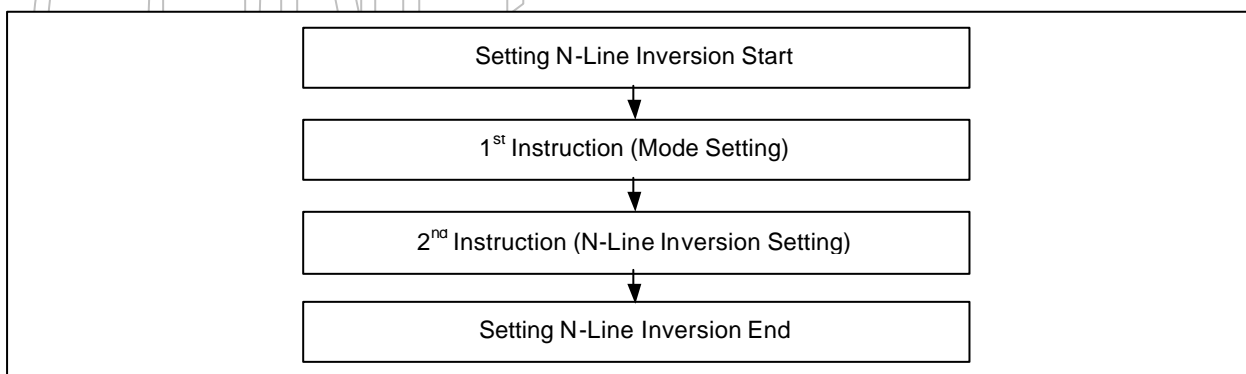 Setting N-Line Inversion Start
1st Instruction (Mode Setting)
2nd Instruction (N-Line Inversion Setting)
Setting N-Line Inversion End